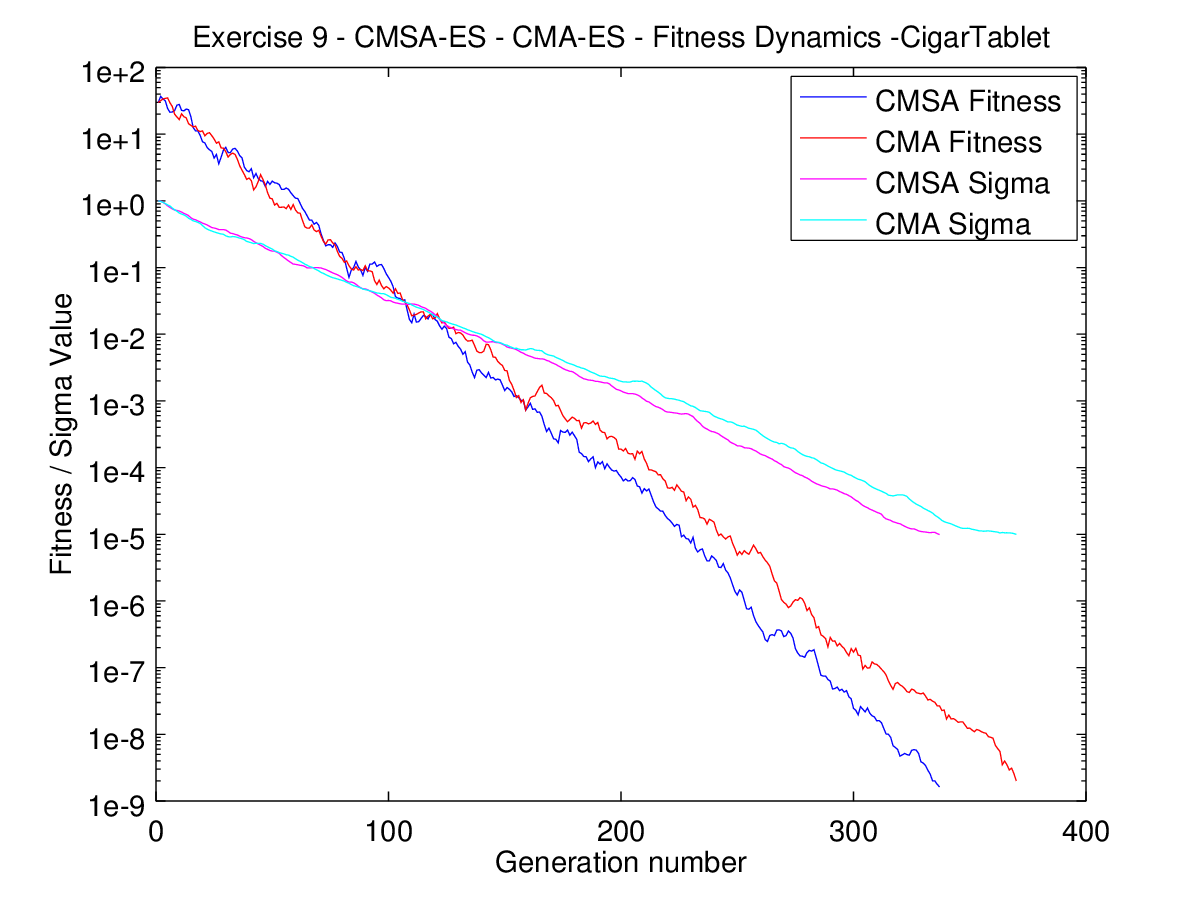 Exercise 9 - CMSA-ES - CMA-ES - Fitness Dynamics -CigarTablet
CMSA Fitness
CMA Fitness
CMSA Sigma
CMA Sigma
Fitness / Sigma Value
1e+2
1e+1
1e+0
1e-1
1e-2
1e-3
1e-4
1e-5
1e-6
1e-7
1e-8
1e-9
0
100
200
300
400
Generation number